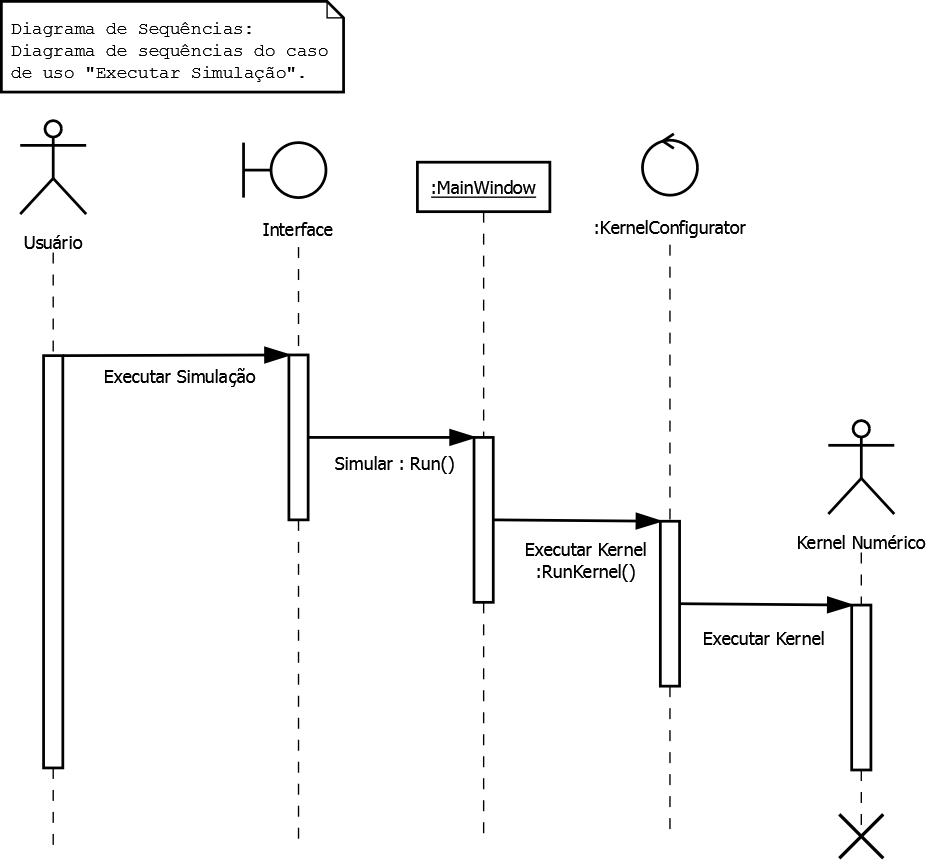 Diagrama de Sequências:
Diagrama de sequências do caso
de uso "Executar Simulação".
Usuário
Interface
:MainWindow
:KernelConfigurator
Executar Simulação
Simular : Run()
Executar Kernel
:RunKernel()
Kernel Numérico
Executar Kernel